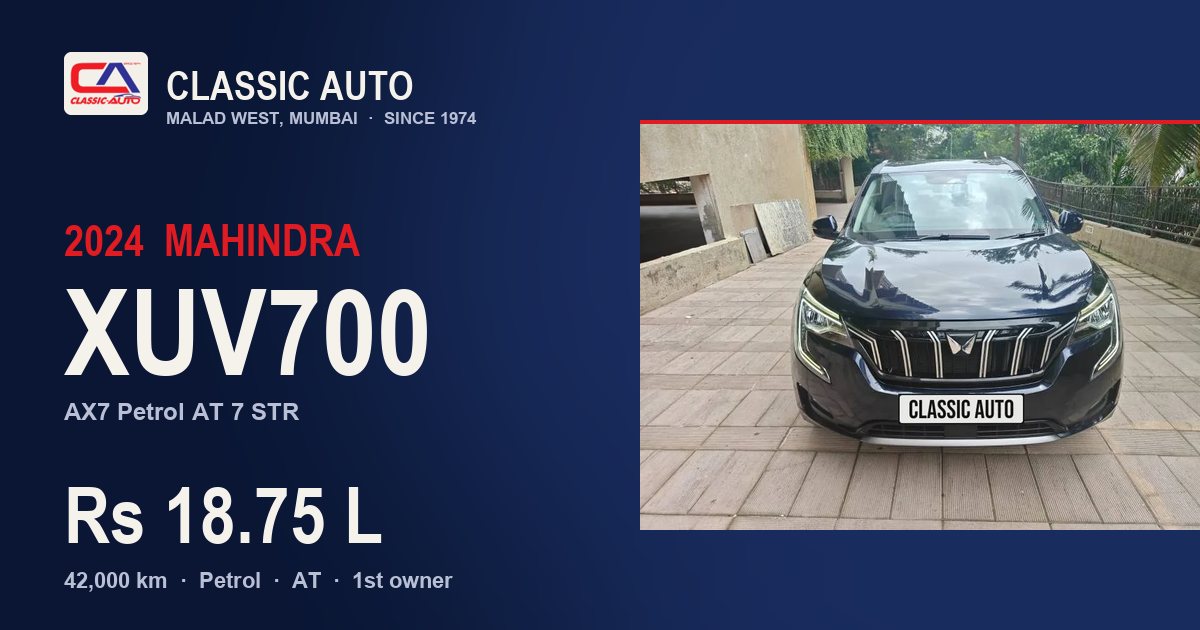 CA
CLASSIC-AUTO
CLASSIC AUTO
MALAD WEST, MUMBAI · SINCE 1974
2024 MAHINDRA
XUV700
AX7 Petrol AT 7 STR
Rs 18.75 L
42,000 km · Petrol · AT · 1st owner
CLASSIC AUTO